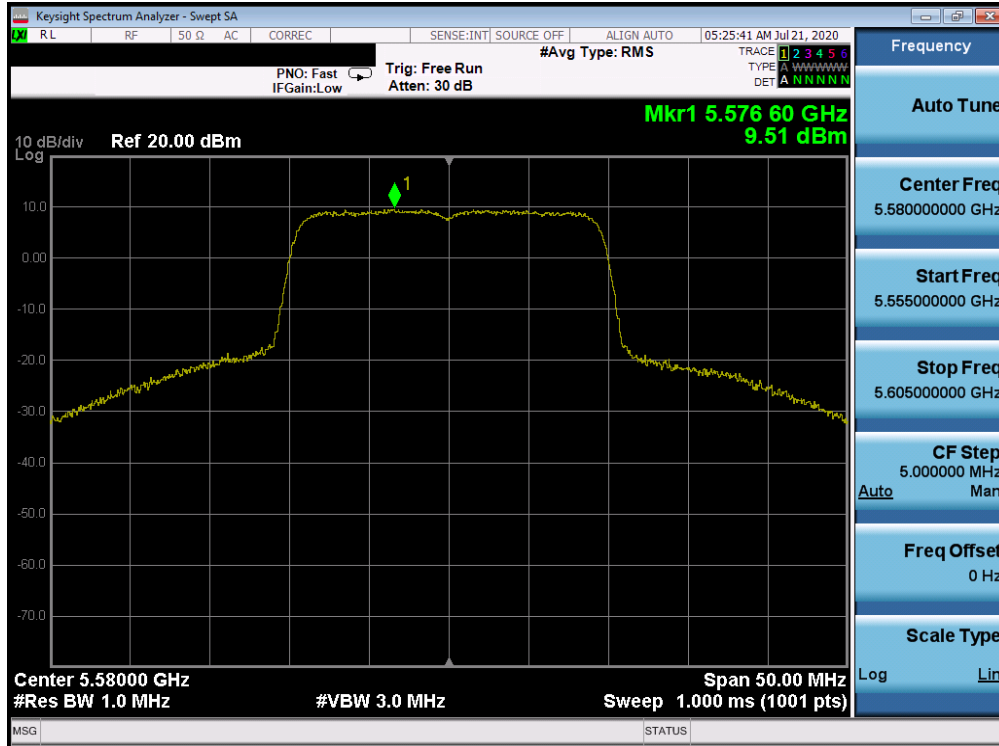 Keysight Spectrum Analyzer - Swept SA
LXI RL RF 50 Ω AC CORREC SENSE:INT SOURCE OFF ALIGN AUTO 05:25:41 AM Jul 21, 2020
#Avg Type: RMS
TRACE 1 2 3 4 5 6
PNO: Fast Trig: Free Run TYPE A WWWWW
IFGain:Low Atten: 30 dB DET A N N N N N
Mkr1 5.576 60 GHz
9.51 dBm
10 dB/div Ref 20.00 dBm
Log
1
10.0
0.00
-10.0
-20.0
-30.0
-40.0
-50.0
-60.0
-70.0
Center 5.58000 GHz Span 50.00 MHz
#Res BW 1.0 MHz #VBW 3.0 MHz Sweep 1.000 ms (1001 pts)
MSG STATUS
Frequency
Auto Tune
Center Freq
5.580000000 GHz
Start Freq
5.555000000 GHz
Stop Freq
5.605000000 GHz
CF Step
5.000000 MHz
Auto Man
Freq Offset
0 Hz
Scale Type
Log Lin